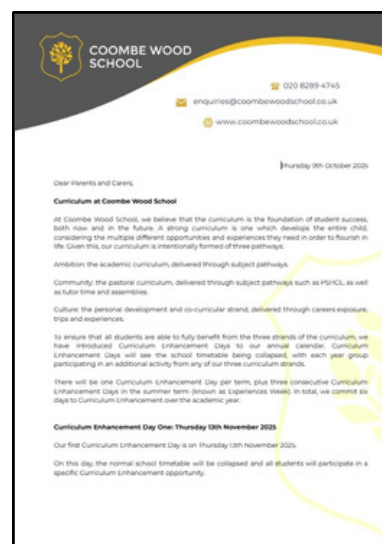 COOMBE WOOD
SCHOOL
020 8289 4745
enquiries@coombewoodschool.co.uk
www.coombewoodschool.co.uk
Thursday 9th October 2025
Dear Parents and Carers,
Curriculum at Coombe Wood School
At Coombe Wood School, we believe that the curriculum is the foundation of student success,
both now and in the future. A strong curriculum is one which develops the entire child,
considering the multiple different opportunities and experiences they need in order to flourish in
life. Given this, our curriculum is intentionally formed of three pathways:
Ambition: the academic curriculum, delivered through subject pathways.
Community: the pastoral curriculum, delivered through subject pathways such as PSHCL, as well
as tutor time and assemblies.
Culture: the personal development and co-curricular strand, delivered through careers exposure,
trips and experiences.
To ensure that all students are able to fully benefit from the three strands of the curriculum, we
have introduced Curriculum Enhancement Days to our annual calendar. Curriculum
Enhancement Days will see the school timetable being collapsed, with each year group
participating in an additional activity from any of our three curriculum strands.
There will be one Curriculum Enhancement Day per term, plus three consecutive Curriculum
Enhancement Days in the summer term (known as Experiences Week). In total, we commit six
days to Curriculum Enhancement over the academic year.
Curriculum Enhancement Day One: Thursday 13th November 2025
Our first Curriculum Enhancement Day is on Thursday 13th November 2025.
On this day, the normal school timetable will be collapsed and all students will participate in a
specific Curriculum Enhancement opportunity.